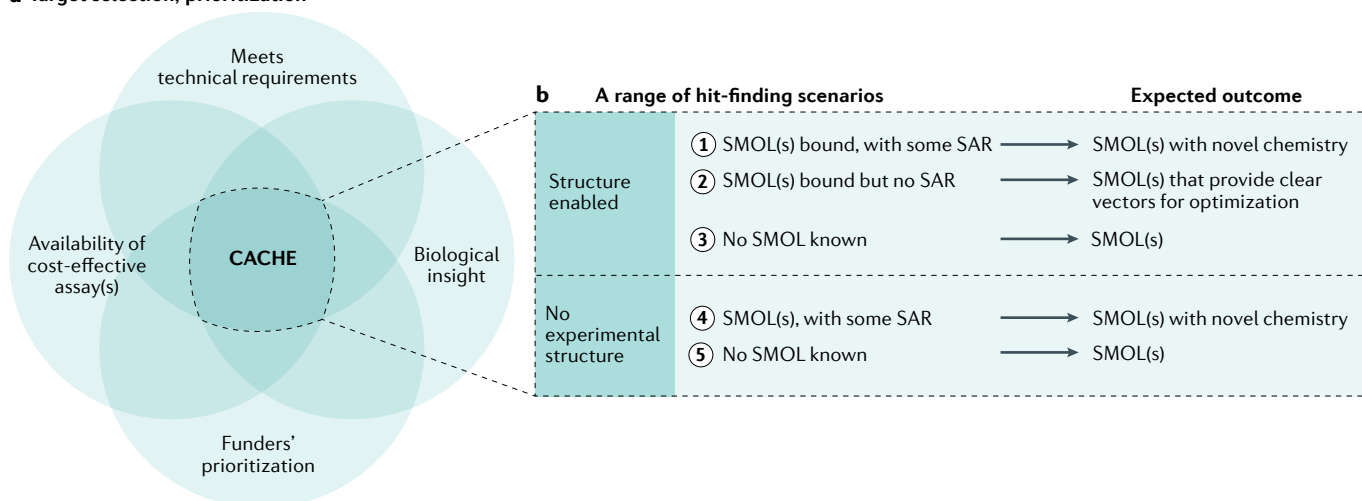 a Target selection, prioritization
Meets
technical requirements
Availability of
cost-effective
assay(s)
CACHE
Biological
insight
Funders’
prioritization
b A range of hit-finding scenarios Expected outcome
Structure
enabled
1 SMOL(s) bound, with some SAR SMOL(s) with novel chemistry
2 SMOL(s) bound but no SAR SMOL(s) that provide clear
vectors for optimization
3 No SMOL known SMOL(s)
No
experimental
structure
4 SMOL(s), with some SAR SMOL(s) with novel chemistry
5 No SMOL known SMOL(s)